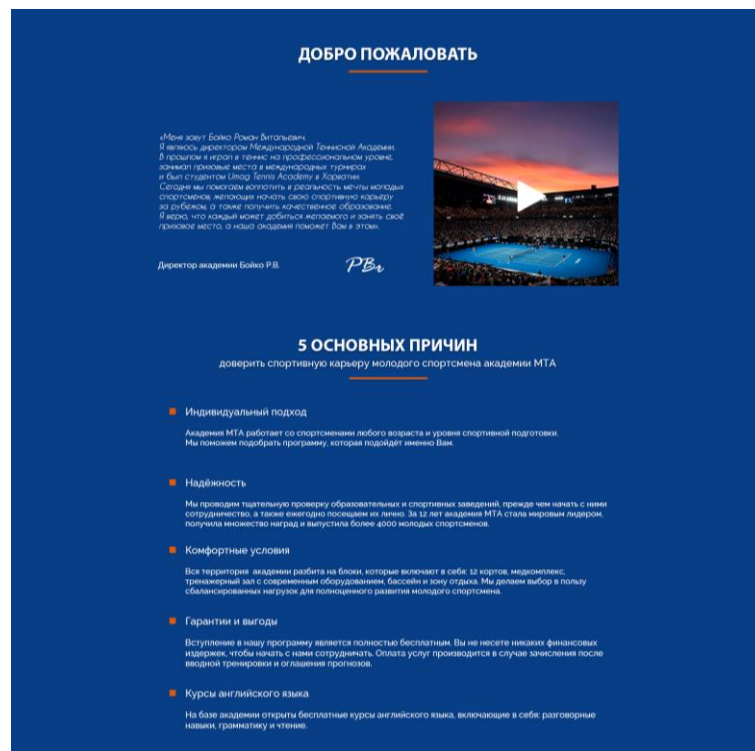 ДОБРО ПОЖАЛОВАТЬ
«Меня зовут Бойко Роман Витальевич.
Я являюсь директором Международной Теннисной Академии.
В прошлом я играл в теннис на профессиональном уровне,
занимал призовые места в международных турнирах
и был студентом Umag Tennis Academy в Хорватии.
Сегодня мы помогаем воплотить в реальность мечты молодых
спортсменов, желающих начать свою спортивную карьеру
за рубежом, а также получить качественное образование.
Я верю, что каждый может добиться желаемого и занять своё
призовое место, а наша академия поможет Вам в этом».
Директор академии Бойко Р.В.
5 ОСНОВНЫХ ПРИЧИН
доверить спортивную карьеру молодого спортсмена академии МТА
Индивидуальный подход
Академия МТА работает со спортсменами любого возраста и уровня спортивной подготовки.
Мы поможем подобрать программу, которая подойдёт именно Вам.
Надёжность
Мы проводим тщательную проверку образовательных и спортивных заведений, прежде чем начать с ними
сотрудничество, а также ежегодно посещаем их лично. За 12 лет академия МТА стала мировым лидером,
получила множество наград и выпустила более 4000 молодых спортсменов.
Комфортные условия
Вся территория академии разбита на блоки, которые включают в себя: 12 кортов, медкомплекс,
тренажерный зал с современным оборудованием, бассейн и зону отдыха. Мы делаем выбор в пользу
сбалансированных нагрузок для полноценного развития молодого спортсмена.
Гарантии и выгоды
Вступление в нашу программу является полностью бесплатным. Вы не несете никаких финансовых
издержек, чтобы начать с нами сотрудничать. Оплата услуг производится в случае зачисления после
вводной тренировки и оглашения прогнозов.
Курсы английского языка
На базе академии открыты бесплатные курсы английского языка, включающие в себя: разговорные
навыки, грамматику и чтение.